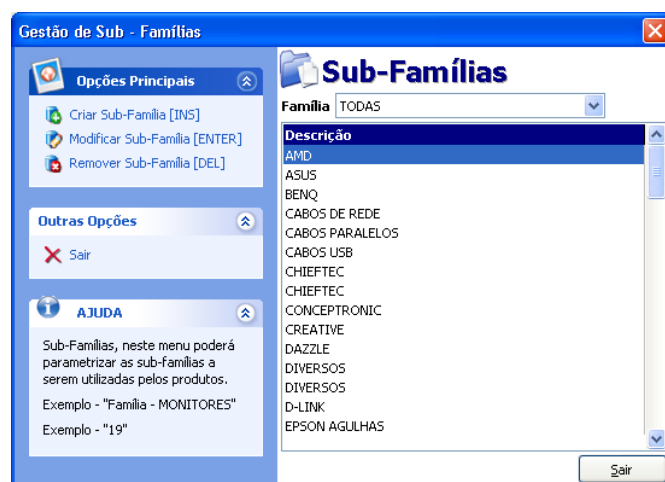 Gestão de Sub - Famílias
Opções Principais
Criar Sub-Família [INS]
Modificar Sub-Família [ENTER]
Remover Sub-Família [DEL]
Outras Opções
Sair
AJUDA
Sub-Famílias, neste menu poderá
parametrizar as sub-famílias a
serem utilizadas pelos produtos.
Exemplo - "Família - MONITORES"
Exemplo - "19"
Sub-Famílias
Família TODAS
Descrição
AMD
ASUS
BENQ
CABOS DE REDE
CABOS PARALELOS
CABOS USB
CHIEFTEC
CHIEFTEC
CONCEPTRONIC
CREATIVE
DAZZLE
DIVERSOS
DIVERSOS
D-LINK
EPSON AGULHAS
Sair